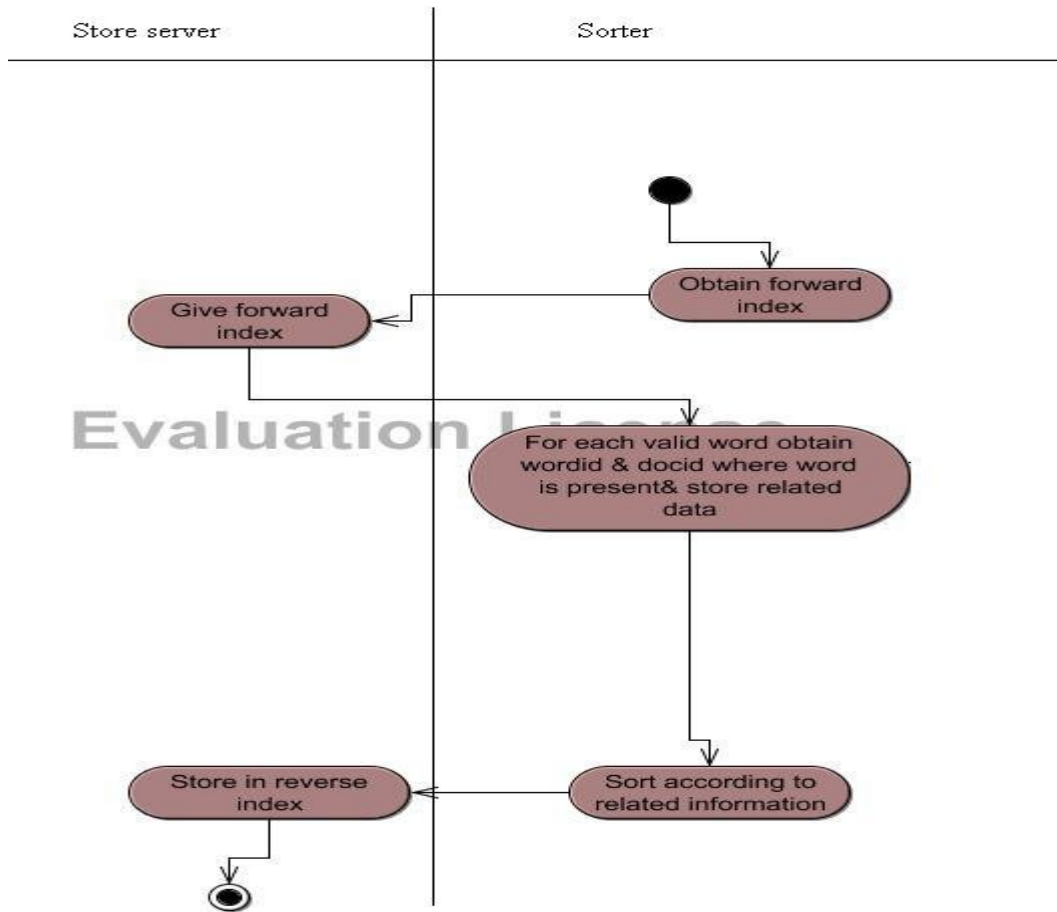 Store server
Sorter
Obtain forward
index
Give forward
index
Evaluation License
For each valid word obtain
wordid & docid where word
is present& store related
data
Store in reverse
index
Sort according to
related information